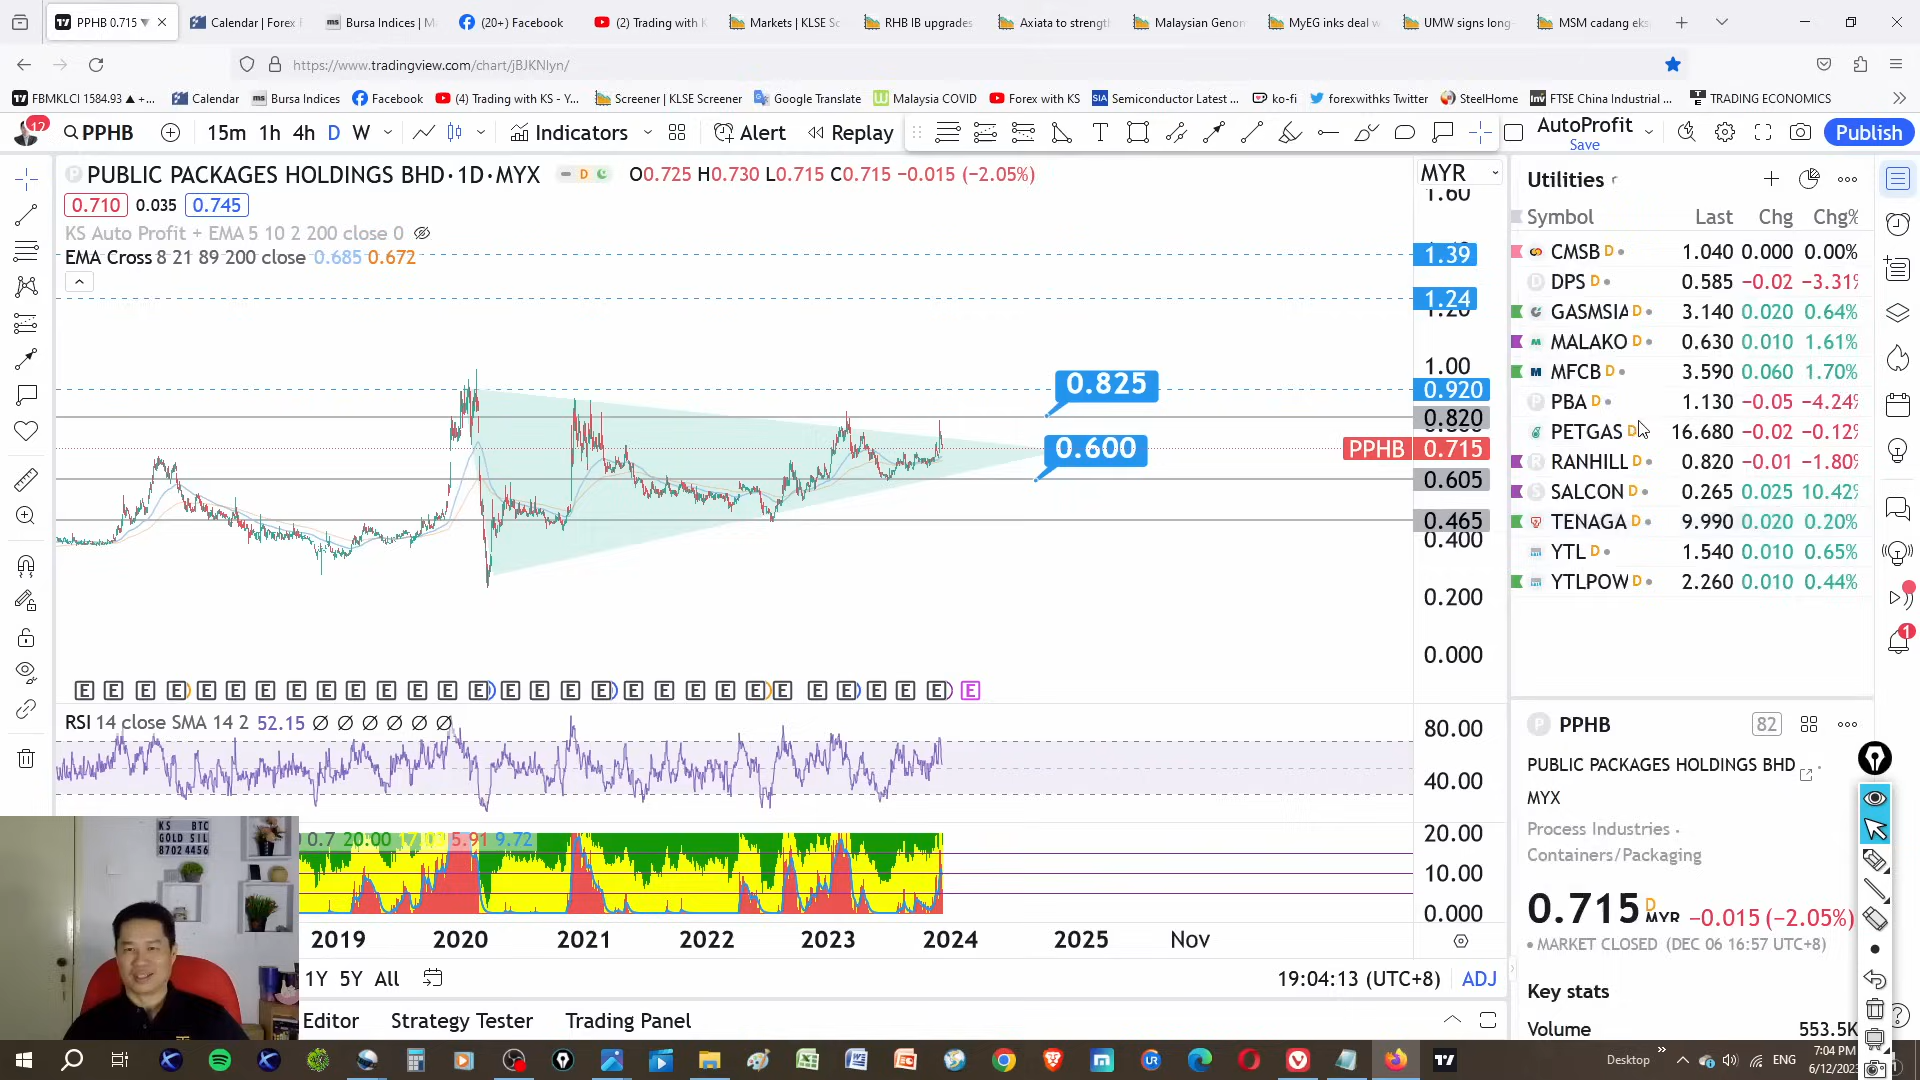 PPHB 0.715
Calendar | Forex F
Bursa Indices | Ma
(20+) Facebook
(2) Trading with K
Markets | KLSE Sc
RHB IB upgrades
Axiata to strength
Malaysian Genom
MyEG inks deal w
UMW signs long-
MSM cadang eks
https://www.tradingview.com/chart/jBJKNlyn/
FBMKLCI 1584.93 ▲ +...
Calendar
Bursa Indices
Facebook
(4) Trading with KS - Y...
Screener | KLSE Screener
Google Translate
Malaysia COVID
Forex with KS
Semiconductor Latest ...
ko-fi
forexwithks Twitter
SteelHome
FTSE China Industrial ...
TRADING ECONOMICS
12
PPHB
15m 1h 4h D W
Indicators
Alert
Replay
AutoProfit
Save
Publish
PUBLIC PACKAGES HOLDINGS BHD · 1D · MYX
D
O0.725 H0.730 L0.715 C0.715 −0.015 (−2.05%)
0.710 0.035 0.745
KS Auto Profit + EMA 5 10 2 200 close 0
EMA Cross 8 21 89 200 close 0.685 0.672
MYR
1.60
1.39
1.24
1.20
1.00
0.920
0.820
PPHB 0.715
0.605
0.465
0.400
0.200
0.000
0.825
0.600
E E E E E E E E E E E E E E E E E E E E E E E E E E E E E E
RSI 14 close SMA 14 2 52.15 ∅ ∅ ∅ ∅ ∅ ∅
80.00
40.00
0.7 20.00 5.91 9.72
20.00
10.00
0.000
2019 2020 2021 2022 2023 2024 2025 Nov
1Y 5Y All
19:04:13 (UTC+8) ADJ
Editor Strategy Tester Trading Panel
Utilities
Symbol Last Chg Chg%
CMSB D 1.040 0.000 0.00%
DPS D 0.585 −0.02 −3.31%
GASMSIA D 3.140 0.020 0.64%
MALAKO D 0.630 0.010 1.61%
MFCB D 3.590 0.060 1.70%
PBA D 1.130 −0.05 −4.24%
PETGAS D 16.680 −0.02 −0.12%
RANHILL D 0.820 −0.01 −1.80%
SALCON D 0.265 0.025 10.42%
TENAGA D 9.990 0.020 0.20%
YTL D 1.540 0.010 0.65%
YTLPOW D 2.260 0.010 0.44%
PPHB
82
PUBLIC PACKAGES HOLDINGS BHD
MYX
Process Industries
Containers/Packaging
0.715 D MYR −0.015 (−2.05%)
MARKET CLOSED (DEC 06 16:57 UTC+8)
Key stats
Volume 553.5K
1
KS BTC
GOLD SIL
87024456
Desktop
ENG
7:04 PM